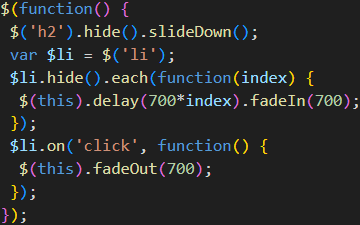 $(function() {
 $('h2').hide().slideDown();
 var $li = $('li');
 $li.hide().each(function(index) {
  $(this).delay(700*index).fadeIn(700);
 });
 $li.on('click', function() {
  $(this).fadeOut(700);
 });
});